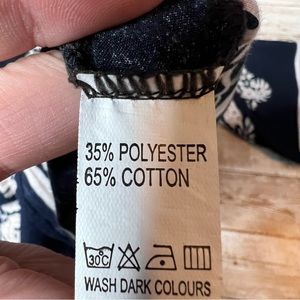 35% POLYESTER
65% COTTON
30°C
WASH DARK COLOURS